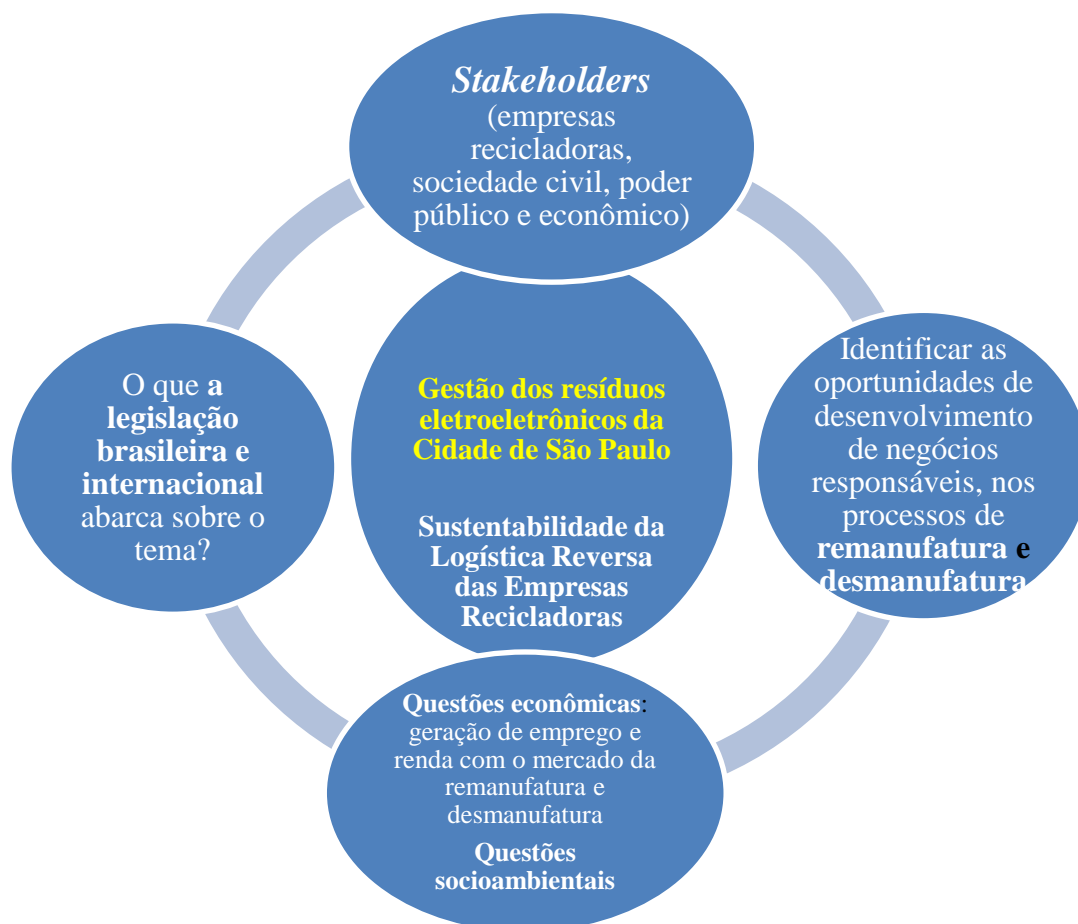 Stakeholders
(empresas
recicladoras,
sociedade civil, poder
público e econômico)
O que a
legislação
brasileira e
internacional
abarca sobre o
tema?
Gestão dos resíduos
eletroeletrônicos da
Cidade de São Paulo
Sustentabilidade da
Logística Reversa
das Empresas
Recicladoras
Identificar as
oportunidades de
desenvolvimento
de negócios
responsáveis, nos
processos de
remanufatura e
desmanufatura
Questões econômicas:
geração de emprego e
renda com o mercado da
remanufatura e
desmanufatura
Questões
socioambientais